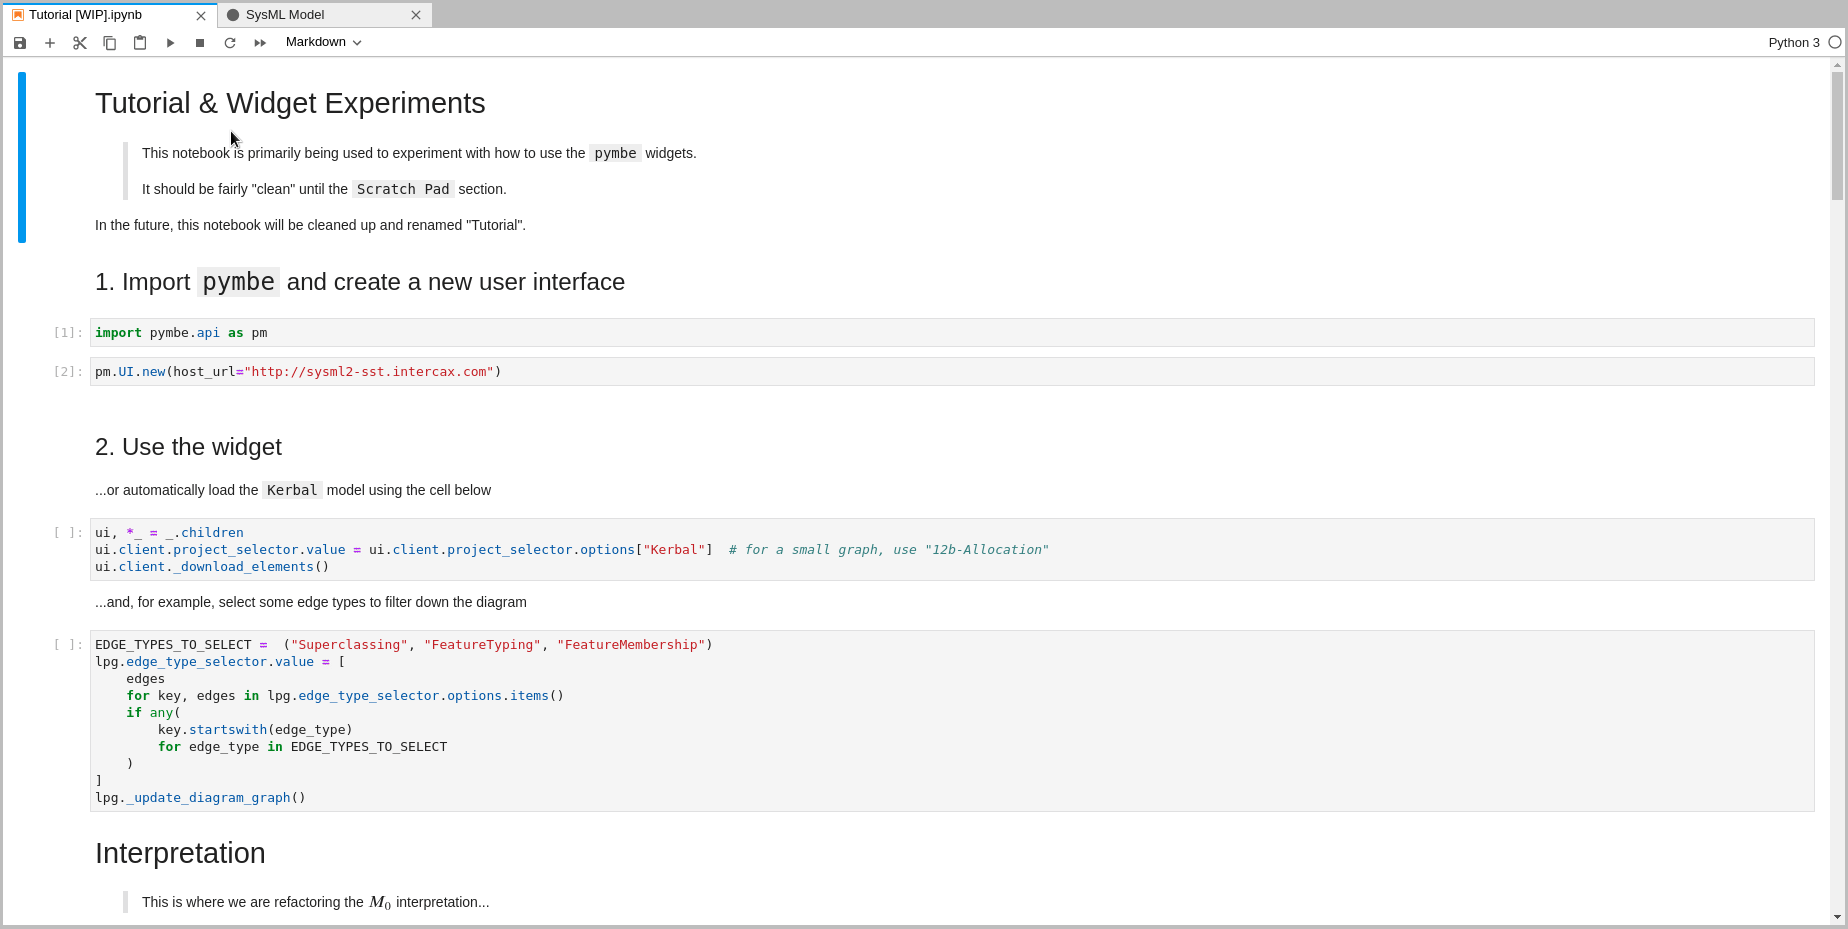 Tutorial [WIP].ipynb
SysML Model
Markdown
Python 3
Tutorial & Widget Experiments
This notebook is primarily being used to experiment with how to use the pymbe widgets.
It should be fairly "clean" until the Scratch Pad section.
In the future, this notebook will be cleaned up and renamed "Tutorial".
1. Import pymbe and create a new user interface
[1]: import pymbe.api as pm
[2]: pm.UI.new(host_url="http://sysml2-sst.intercax.com")
2. Use the widget
...or automatically load the Kerbal model using the cell below
[ ]: ui, *_ = _.children
ui.client.project_selector.value = ui.client.project_selector.options["Kerbal"]  # for a small graph, use "12b-Allocation"
ui.client._download_elements()
...and, for example, select some edge types to filter down the diagram
[ ]: EDGE_TYPES_TO_SELECT =  ("Superclassing", "FeatureTyping", "FeatureMembership")
lpg.edge_type_selector.value = [
    edges
    for key, edges in lpg.edge_type_selector.options.items()
    if any(
        key.startswith(edge_type)
        for edge_type in EDGE_TYPES_TO_SELECT
    )
]
lpg._update_diagram_graph()
Interpretation
This is where we are refactoring the M0 interpretation...